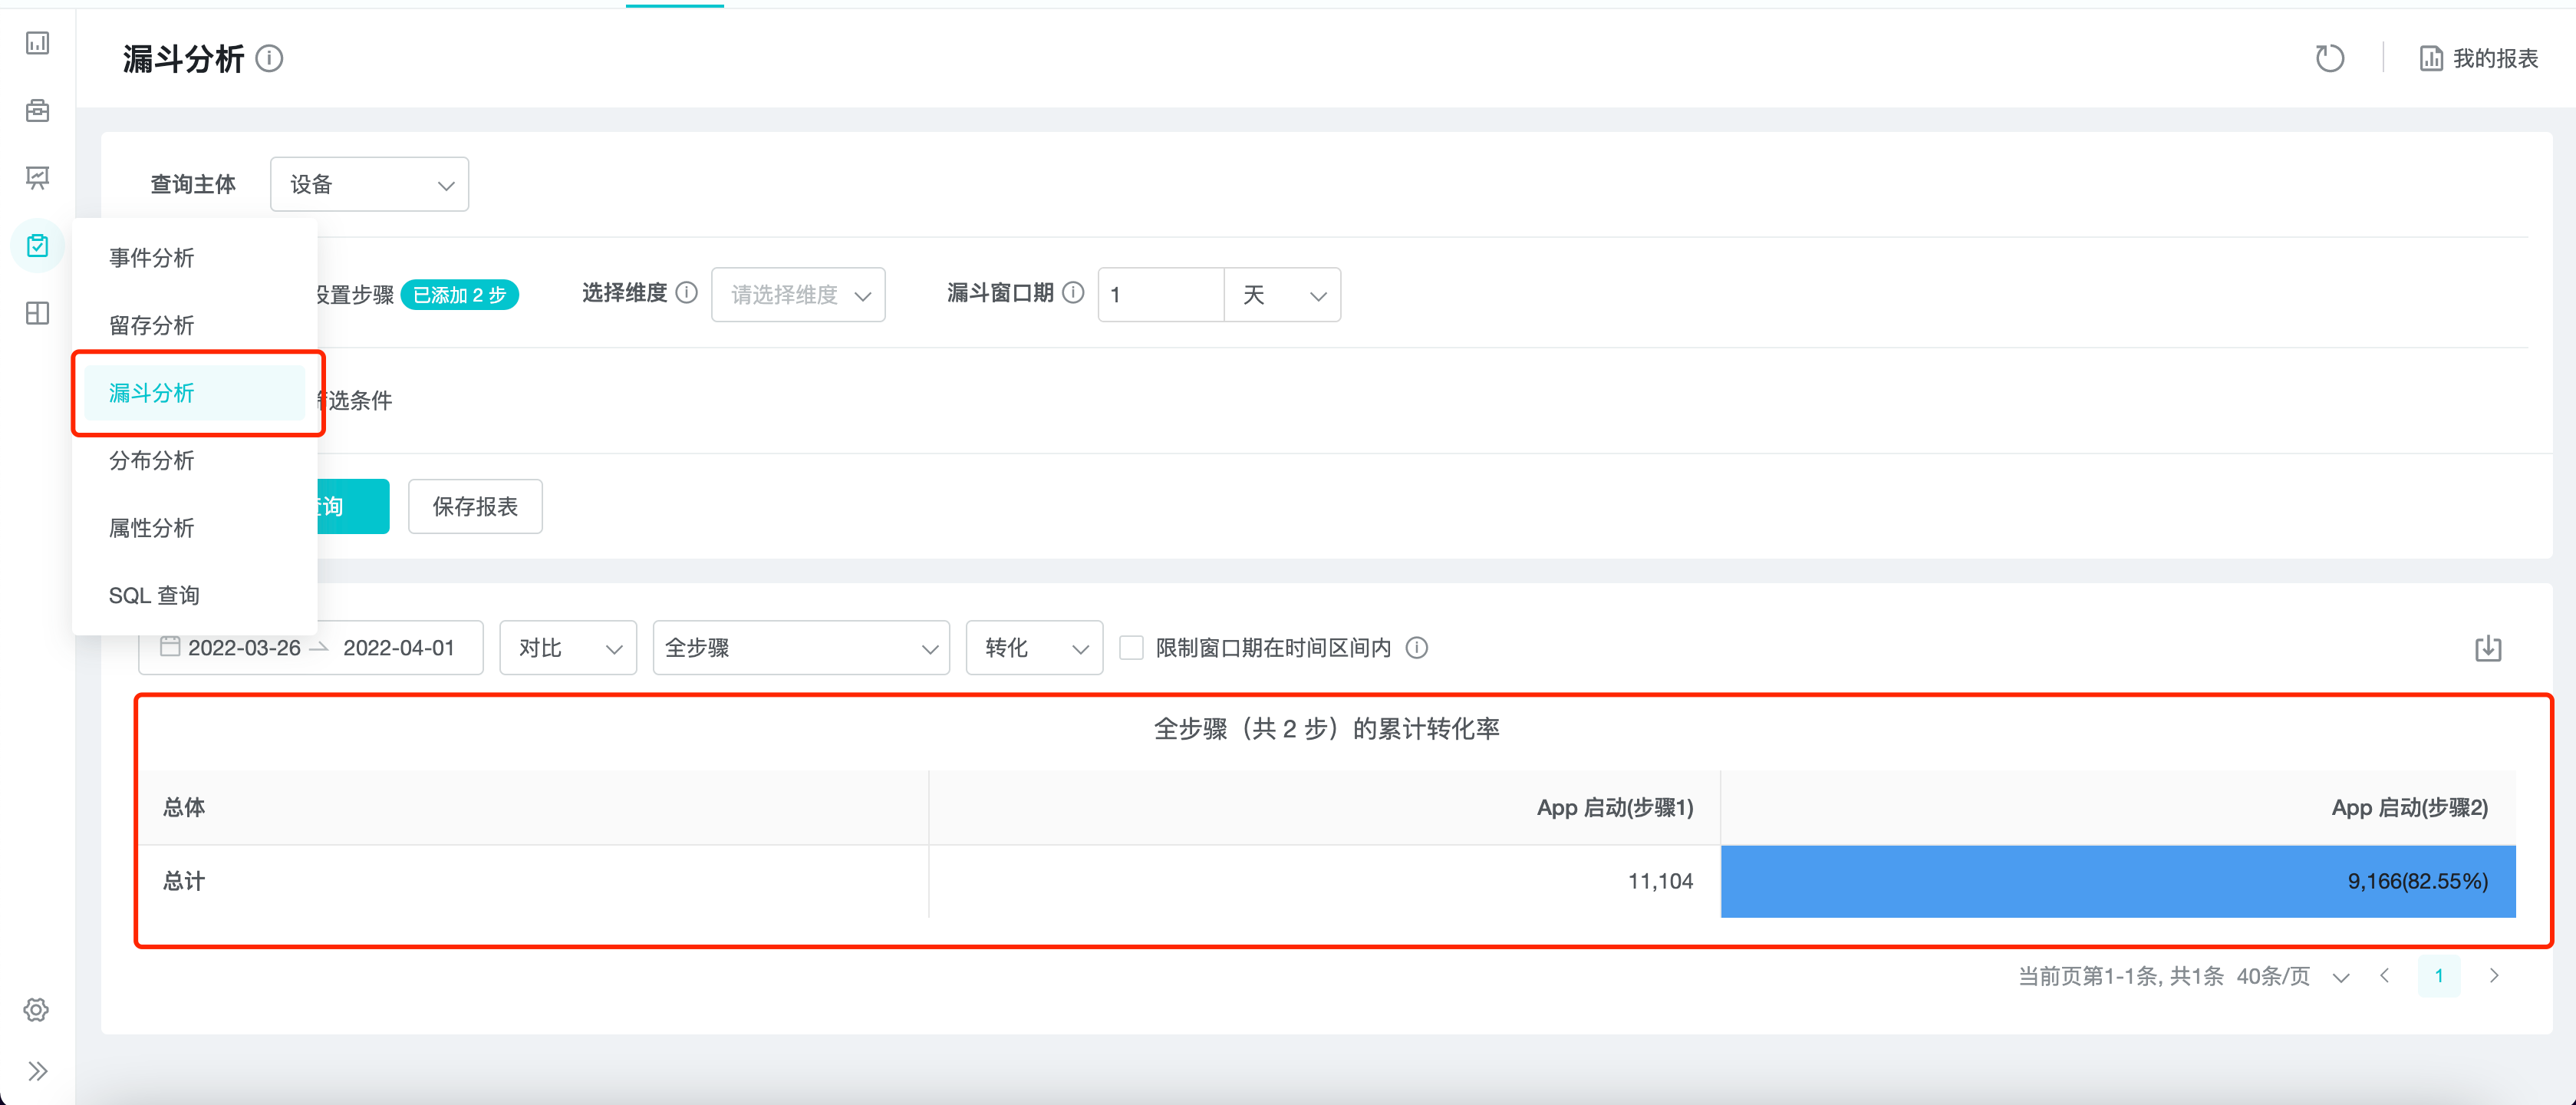 漏斗分析
我的报表
查询主体 设备
事件分析
设置步骤 已添加 2 步 选择维度 请选择维度 漏斗窗口期 1 天
留存分析
漏斗分析
选条件
分布分析
询 保存报表
属性分析
SQL 查询
2022-03-26 → 2022-04-01 对比 全步骤 转化 限制窗口期在时间区间内
全步骤（共 2 步）的累计转化率
总体 App 启动(步骤1) App 启动(步骤2)
总计 11,104 9,166(82.55%)
当前页第1-1条, 共1条 40条/页 1